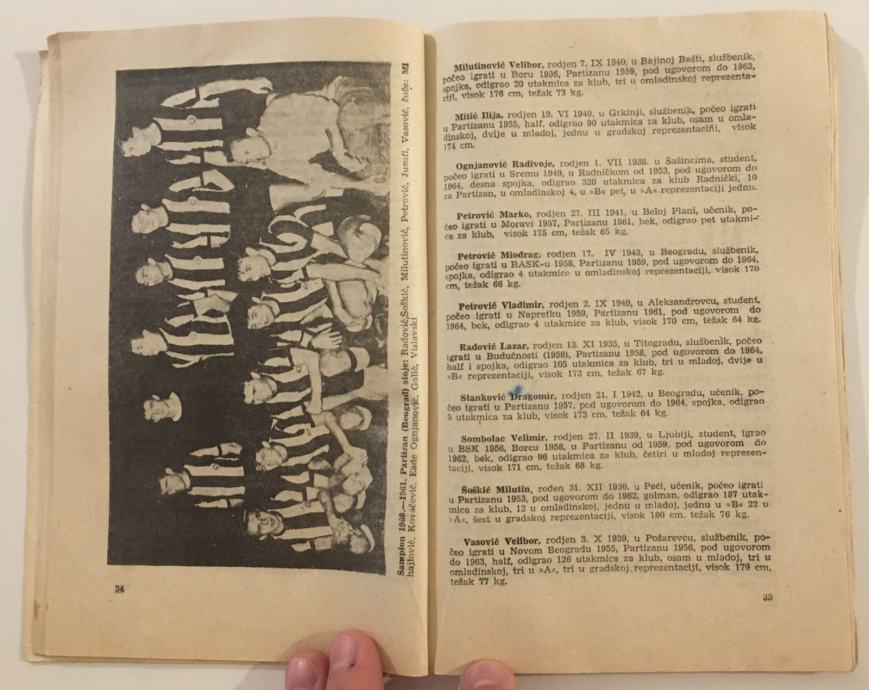 Šampion 1960.—1961. Partizan (Beograd) stoje: Radović, Šoškić, Milutinović, Petrović, Jusufi, Vasović, čuče: Mi
hajlović, Kovačević, Rade Ognjanović, Galić, Vislavski
34
Milutinović Velibor, rodjen 7. IX 1940, u Bajinoj Bašti, službenik,
počeo igrati u Boru 1956, Partizanu 1959, pod ugovorom do 1963,
spojka, odigrao 20 utakmica za klub, tri u omladinskoj reprezenta-
ciji, visok 176 cm, težak 73 kg.
Mitić Ilija, rodjen 19. VI 1940, u Grkinji, službenik, počeo igrati
u Partizanu 1955, half, odigrao 90 utakmica za klub, osam u omla-
dinskoj, dvije u mladoj, jednu u gradskoj reprezentaciñi, visok
174 cm.
Ognjanović Radivoje, rodjen 1. VII 1938. u Šašincima, student,
počeo igrati u Sremu 1949, u Radničkom od 1953, pod ugovorom do
1964, desna spojka, odigrao 320 utakmica za klub Radnički, 10
za Partizan, u omladinskoj 4, u »B« pet, u »A« reprezentaciji jednu.
Petrović Marko, rodjen 27. III 1941, u Beloj Plani, učenik, po-
čeo igrati u Moravi 1957, Partizanu 1961, bek, odigrao pet utakmi-
ca za klub, visok 175 cm, težak 65 kg.
Petrović Miodrag, rodjen 17. IV 1943, u Beogradu, službenik,
počeo igrati u BASK-u 1958, Partizanu 1959, pod ugovorom do 1964,
spojka, odigrao 4 utakmice u omladinskoj reprezentaciji, visok 170
cm, težak 66 kg.
Petrović Vladimir, rodjen 2. IX 1940, u Aleksandrovcu, student,
počeo igrati u Napretku 1959, Partizanu 1961, pod ugovorom do
1964, bek, odigrao 4 utakmice za klub, visok 170 cm, težak 64 kg.
Radović Lazar, rodjen 13. XI 1935, u Titogradu, službenik, počeo
igrati u Budućnosti (1958), Partizanu 1958, pod ugovorom do 1964,
half i spojka, odigrao 105 utakmica za klub, tri u mladoj, dvije u
»B« reprezentaciji, visok 173 cm, težak 67 kg.
Stanković Dragomir, rodjen 21. I 1942, u Beogradu, učenik, po-
čeo igrati u Partizanu 1957, pod ugovorom do 1964, spojka, odigrao
5 utakmica za klub, visok 173 cm, težak 64 kg.
Sombolac Velimir, rodjen 27. II 1939, u Ljubiji, student, igrao
u BSK 1956, Borcu 1958, u Partizanu od 1959, pod ugovorom do
1962, bek, odigrao 96 utakmica za klub, četiri u mladoj reprezen-
taciji, visok 171 cm, težak 68 kg.
Šoškić Milutin, rođen 31. XII 1936, u Peći, učenik, počeo igrati
u Partizanu 1953, pod ugovorom do 1962, golman, odigrao 187 utak-
mica za klub, 12 u omladinskoj, jednu u mladoj, jednu u »B« 22 u
»A«, šest u gradskoj reprezentaciji, visok 180 cm, težak 76 kg.
Vasović Velibor, rodjen 3. X 1939, u Požarevcu, službenik, po-
čeo igrati u Novom Beogradu 1955, Partizanu 1956, pod ugovorom
do 1963, half, odigrao 126 utakmica za klub, osam u mladoj, tri u
omladinskoj, tri u »A«, tri u gradskoj reprezentaciji, visok 179 cm,
težak 77 kg.
35